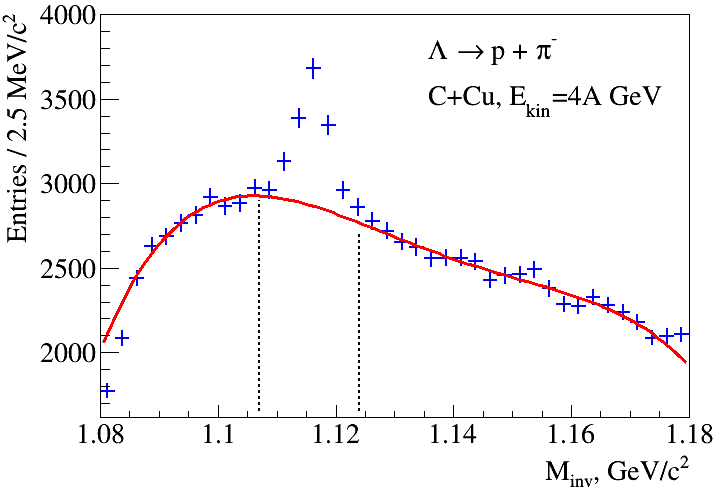 Entries / 2.5 MeV/c²
4000
3500
3000
2500
2000
Λ → p + π⁻
C+Cu, E_kin=4A GeV
1.08
1.1
1.12
1.14
1.16
1.18
M_inv, GeV/c²